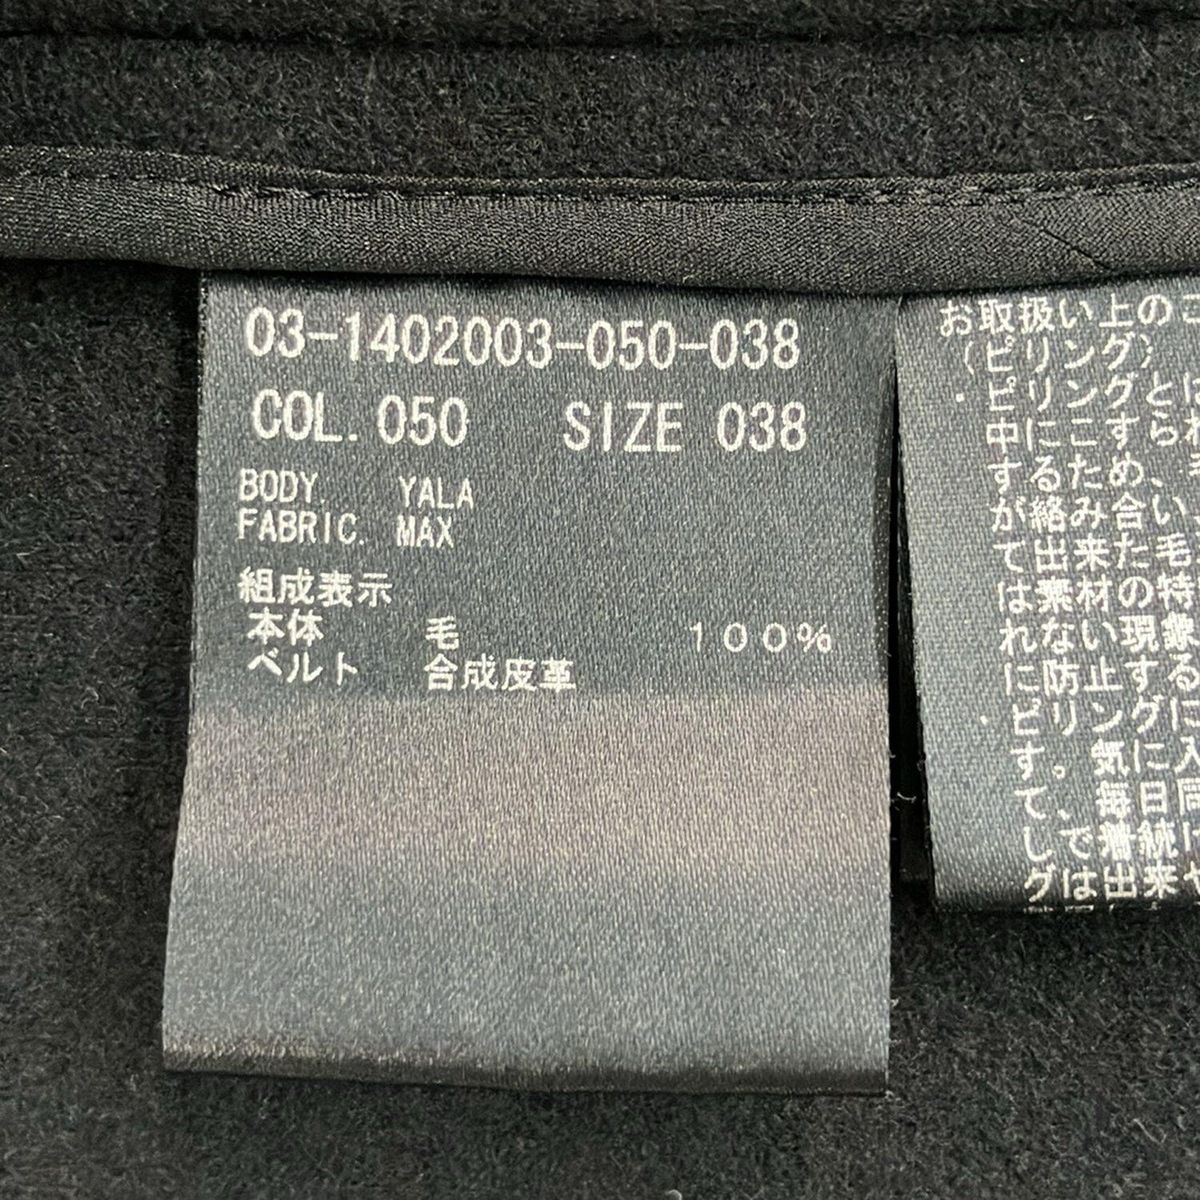 03-1402003-050-038
COL. 050 SIZE 038
BODY. YALA
FABRIC. MAX
組成表示
本体 毛 100%
ベルト 合成皮革
お取扱い上のご
(ピリング)
・ピリングとは
中にこすられ
するため、毛
が絡み合い
て出来た毛
は素材の特
れない現象
に防止する
・ピリングに
す。気に入
て、毎日同
し着続け
グは出来や